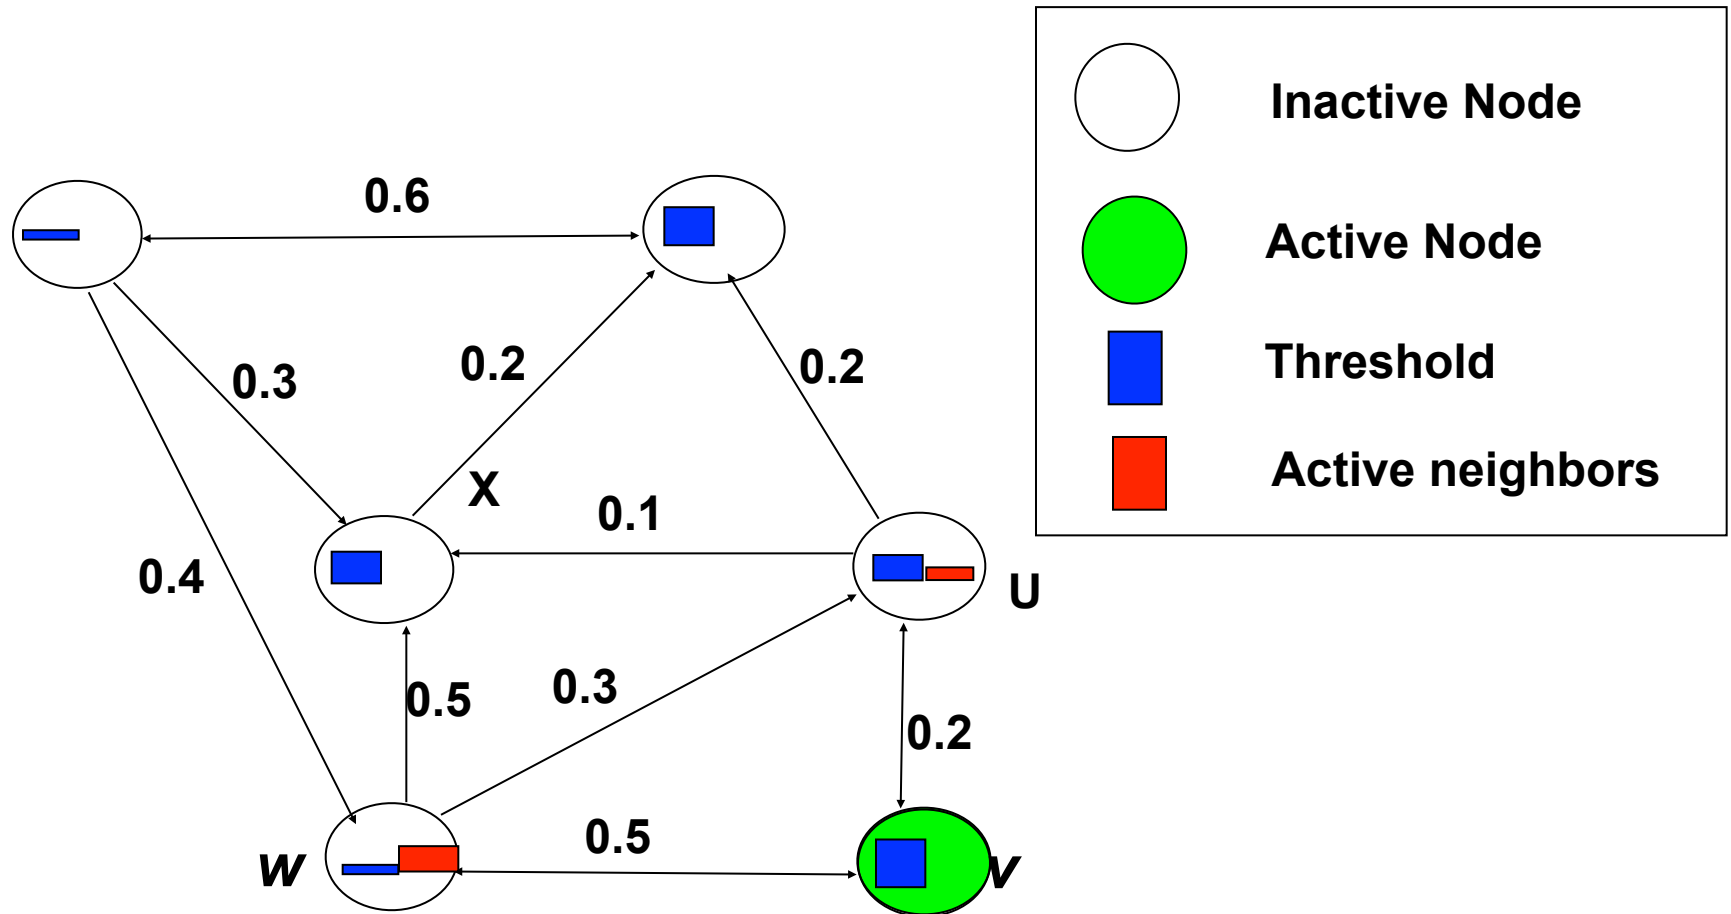 Inactive Node
Active Node
Threshold
Active neighbors
0.6
0.3
0.2
0.2
X
0.1
0.4
U
0.5
0.3
0.2
0.5
w
v